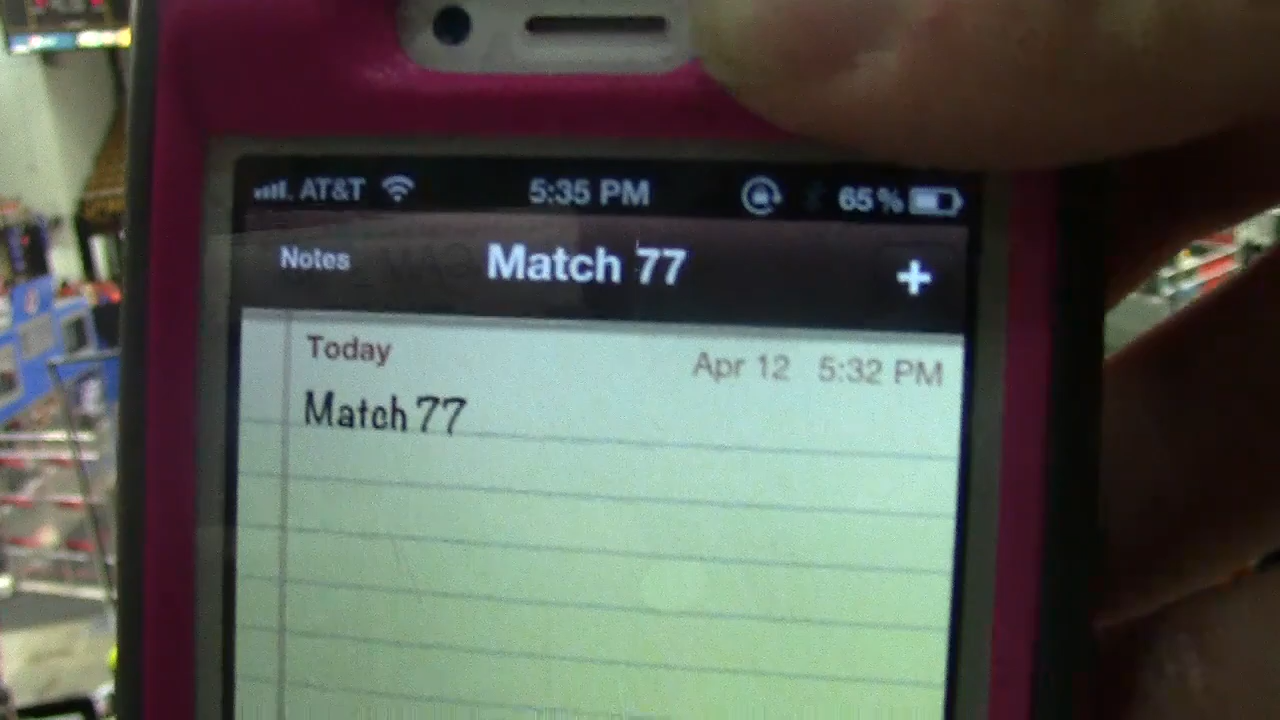 AT&T 5:35 PM 65%
Notes Match 77 +
Today Apr 12 5:32 PM
Match 77